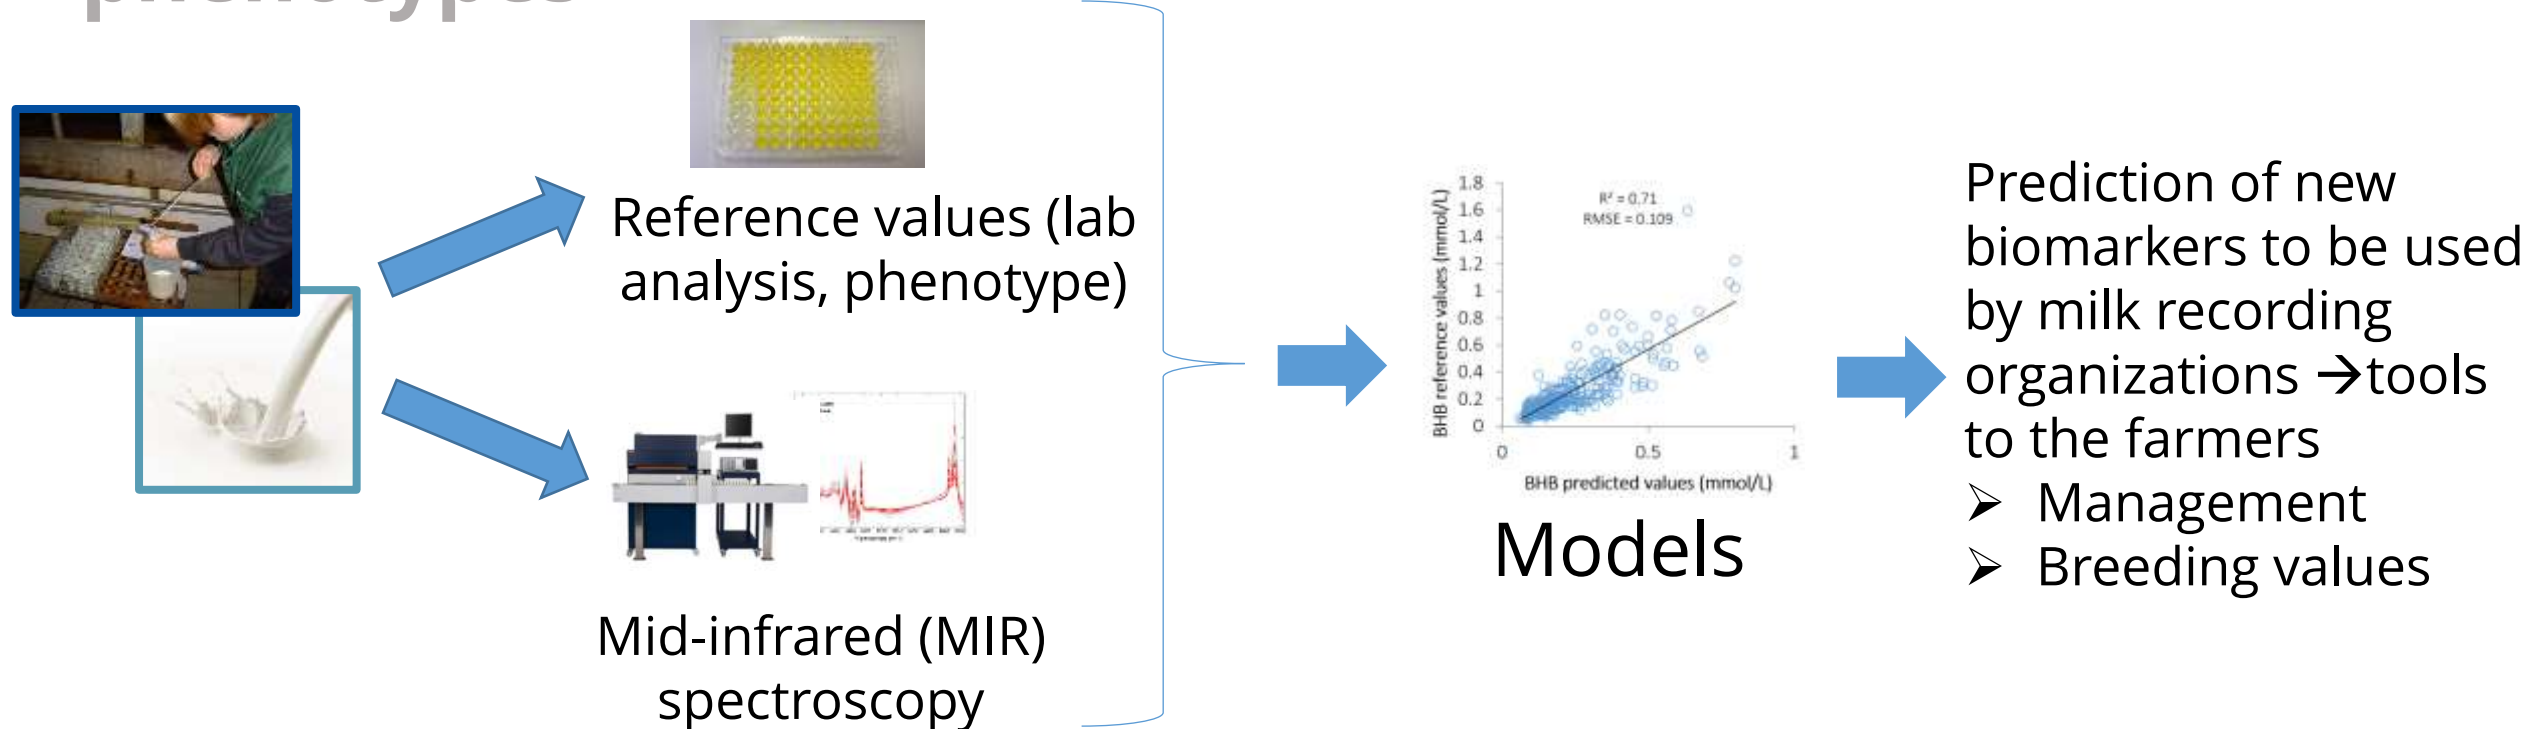 phenotypes
Reference values (lab
analysis, phenotype)
Mid-infrared (MIR)
spectroscopy
BHB reference values (mmol/L)
1.8
1.6
1.4
1.2
1
0.8
0.6
0.4
0.2
0
R² = 0.71
RMSE = 0.109
0 0.5 1
BHB predicted values (mmol/L)
Models
Prediction of new
biomarkers to be used
by milk recording
organizations →tools
to the farmers
➢ Management
➢ Breeding values